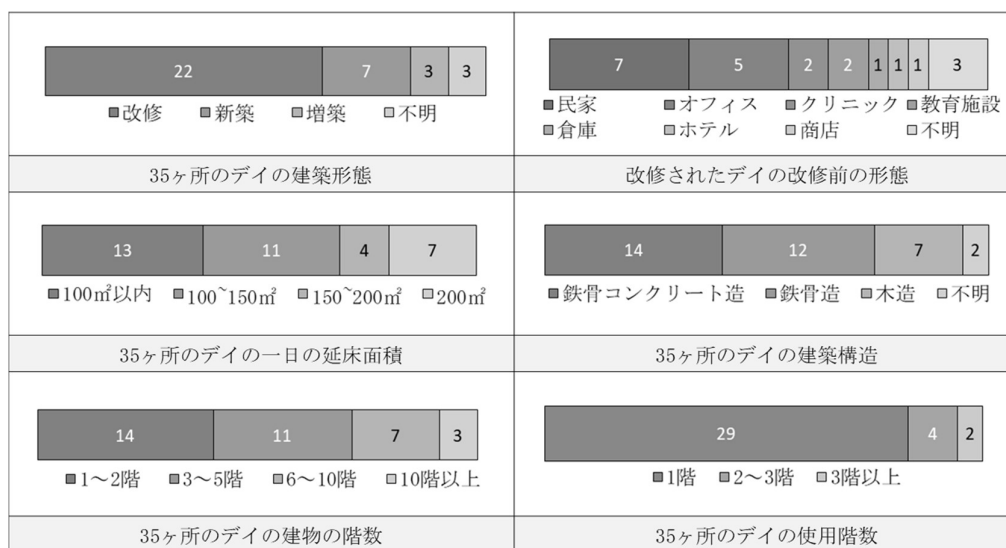 22 7 3 3
■改修 ■新築 ■増築 ■不明
35ヶ所のデイの建築形態
7 5 2 2 1 1 1 3
■民家 ■オフィス ■クリニック ■教育施設
■倉庫 ■ホテル ■商店 ■不明
改修されたデイの改修前の形態
13 11 4 7
■100㎡以内 ■100~150㎡ ■150~200㎡ ■200㎡
35ヶ所のデイの一日の延床面積
14 12 7 2
■鉄骨コンクリート造 ■鉄骨造 ■木造 ■不明
35ヶ所のデイの建築構造
14 11 7 3
■1～2階 ■3～5階 ■6～10階 ■10階以上
35ヶ所のデイの建物の階数
29 4 2
■1階 ■2～3階 ■3階以上
35ヶ所のデイの使用階数